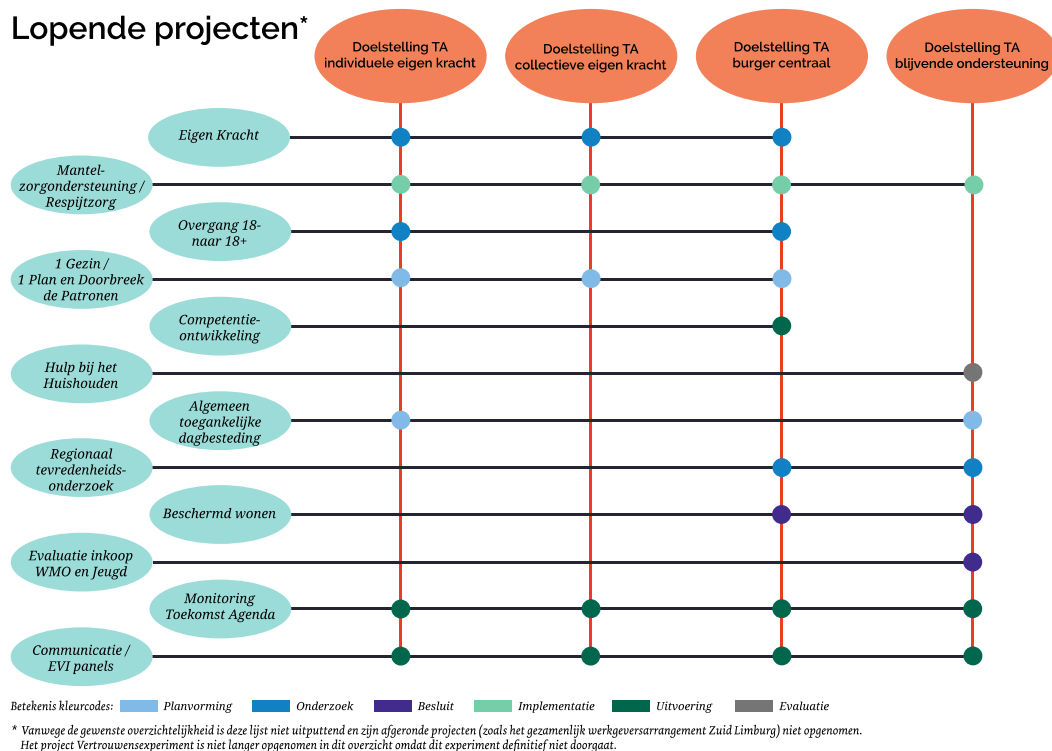 Lopende projecten*
Doelstelling TA
individuele eigen kracht
Doelstelling TA
collectieve eigen kracht
Doelstelling TA
burger centraal
Doelstelling TA
blijvende ondersteuning
Eigen Kracht
Mantel-
zorgondersteuning /
Respijtzorg
Overgang 18-
naar 18+
1 Gezin /
1 Plan en Doorbreek
de Patronen
Competentie-
ontwikkeling
Hulp bij het
Huishouden
Algemeen
toegankelijke
dagbesteding
Regionaal
tevredenheids-
onderzoek
Beschermd wonen
Evaluatie inkoop
WMO en Jeugd
Monitoring
Toekomst Agenda
Communicatie /
EVI panels
Betekenis kleurcodes: Planvorming Onderzoek Besluit Implementatie Uitvoering Evaluatie
* Vanwege de gewenste overzichtelijkheid is deze lijst niet uitputtend en zijn afgeronde projecten (zoals het gezamenlijk werkgeversarrangement Zuid Limburg) niet opgenomen.
Het project Vertrouwensexperiment is niet langer opgenomen in dit overzicht omdat dit experiment definitief niet doorgaat.